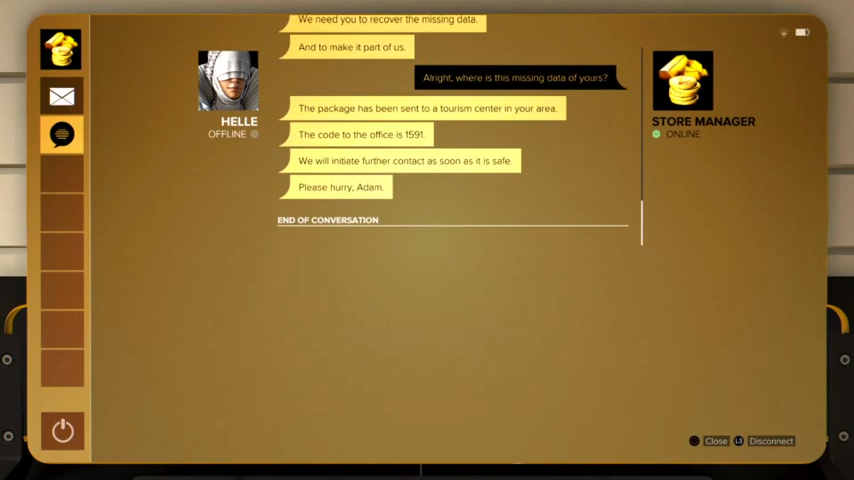 We need you to recover the missing data.
And to make it part of us.
Alright, where is this missing data of yours?
HELLE
OFFLINE
The package has been sent to a tourism center in your area.
The code to the office is 1591.
We will initiate further contact as soon as it is safe.
Please hurry, Adam.
END OF CONVERSATION
STORE MANAGER
ONLINE
Close L3 Disconnect